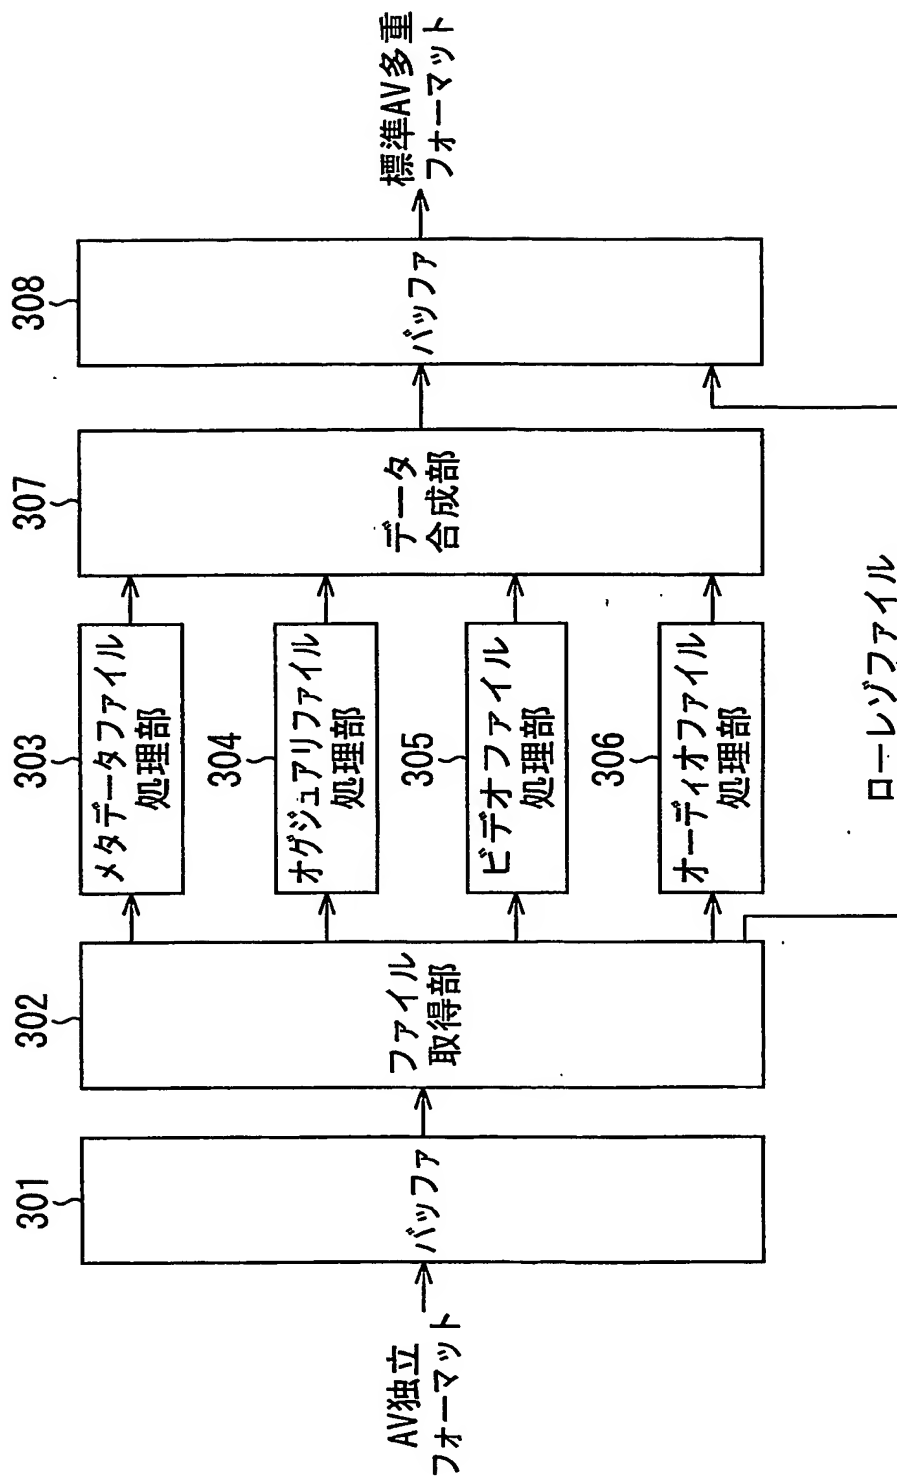 AV独立
フォーマット
301
バッファ
302
ファイル
取得部
303
メタデータファイル
処理部
304
オグジュアリファイル
処理部
305
ビデオファイル
処理部
306
オーディオファイル
処理部
307
データ
合成部
308
バッファ
標準AV多重
フォーマット
ローレゾファイル